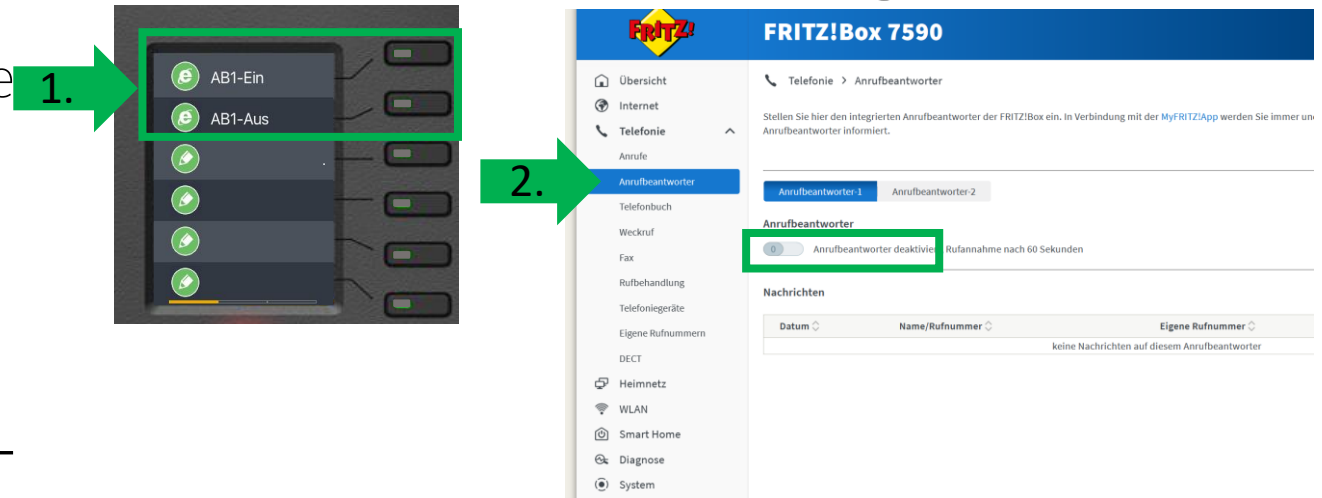 e
1.
AB1-Ein
AB1-Aus
2.
FRITZ!
FRITZ!Box 7590
Übersicht
Internet
Telefonie
Anrufe
Anrufbeantworter
Telefonbuch
Weckruf
Fax
Rufbehandlung
Telefoniegeräte
Eigene Rufnummern
DECT
Heimnetz
WLAN
Smart Home
Diagnose
System
Telefonie > Anrufbeantworter
Stellen Sie hier den integrierten Anrufbeantworter der FRITZ!Box ein. In Verbindung mit der MyFRITZ!App werden Sie immer
Anrufbeantworter informiert.
Anrufbeantworter-1 Anrufbeantworter-2
Anrufbeantworter
0 Anrufbeantworter Rufannahme nach 60 Sekunden
Nachrichten
Datum Name/Rufnummer Eigene Rufnummer
keine Nachrichten auf diesem Anrufbeantworter